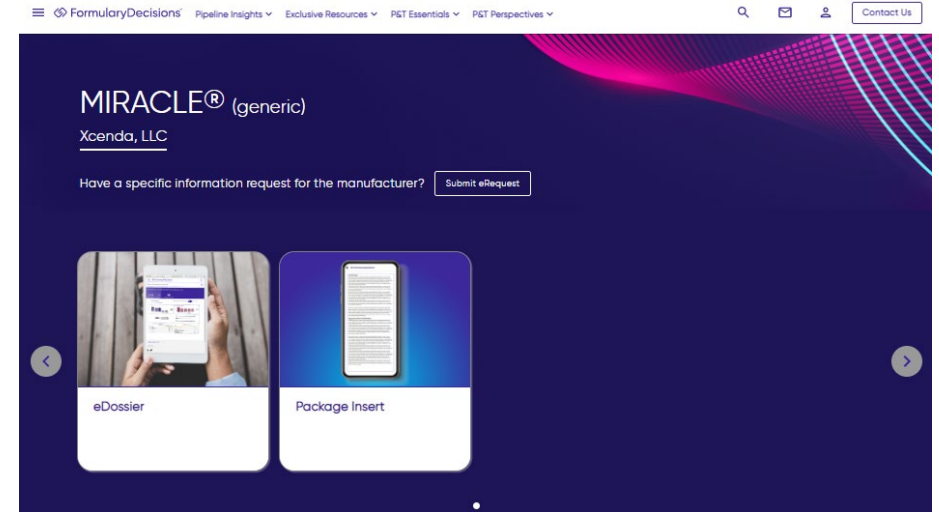 FormularyDecisions Pipeline Insights Exclusive Resources P&T Essentials P&T Perspectives Contact Us
MIRACLE® (generic)
Xcenda, LLC
Have a specific information request for the manufacturer? Submit eRequest
eDossier Package Insert